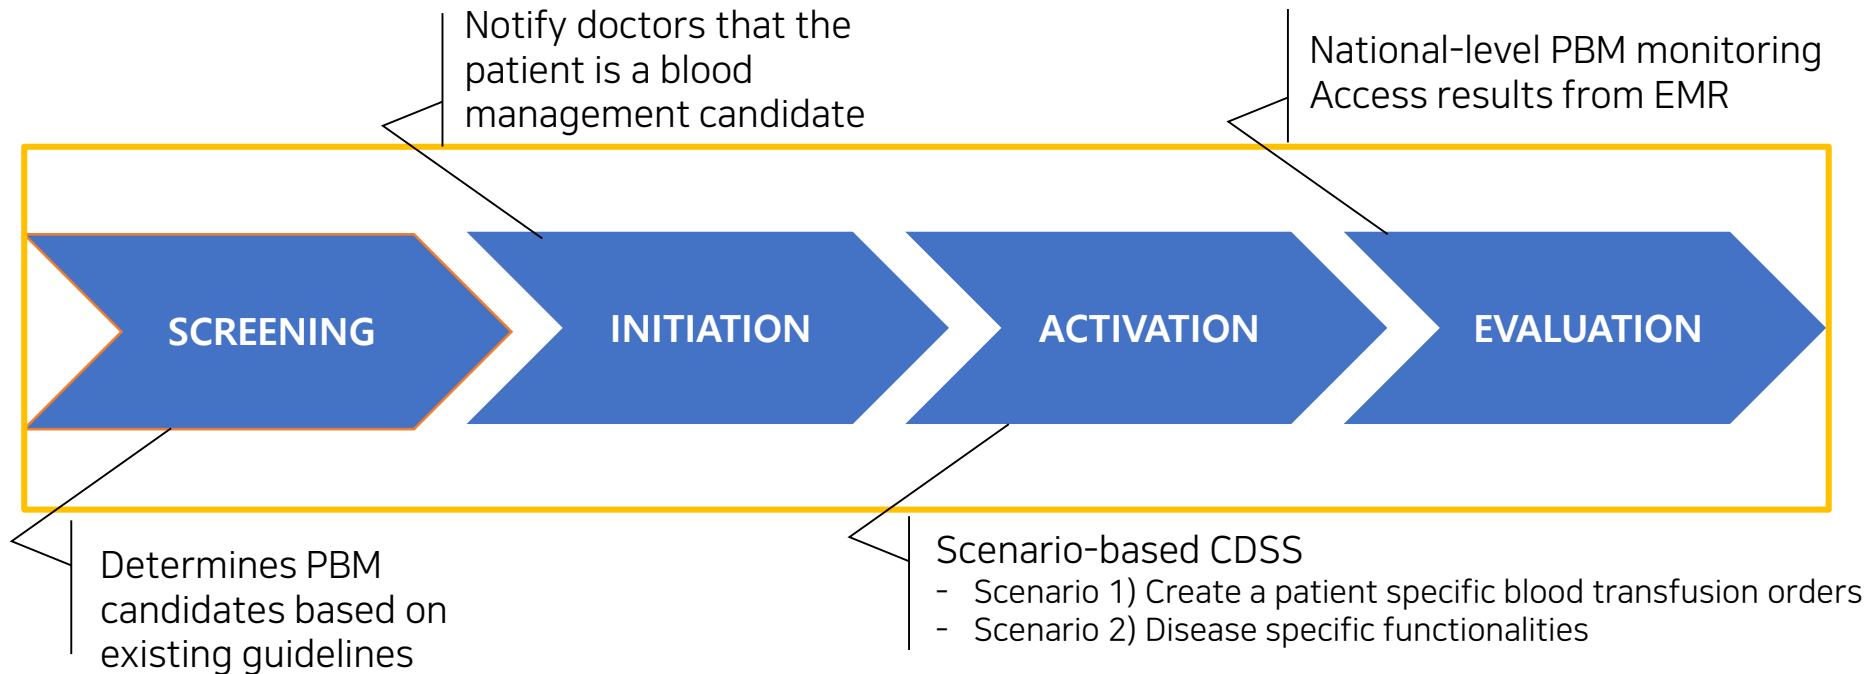 Notify doctors that the
patient is a blood
management candidate
National-level PBM monitoring
Access results from EMR
SCREENING
INITIATION
ACTIVATION
EVALUATION
Determines PBM
candidates based on
existing guidelines
Scenario-based CDSS
- Scenario 1) Create a patient specific blood transfusion orders
- Scenario 2) Disease specific functionalities